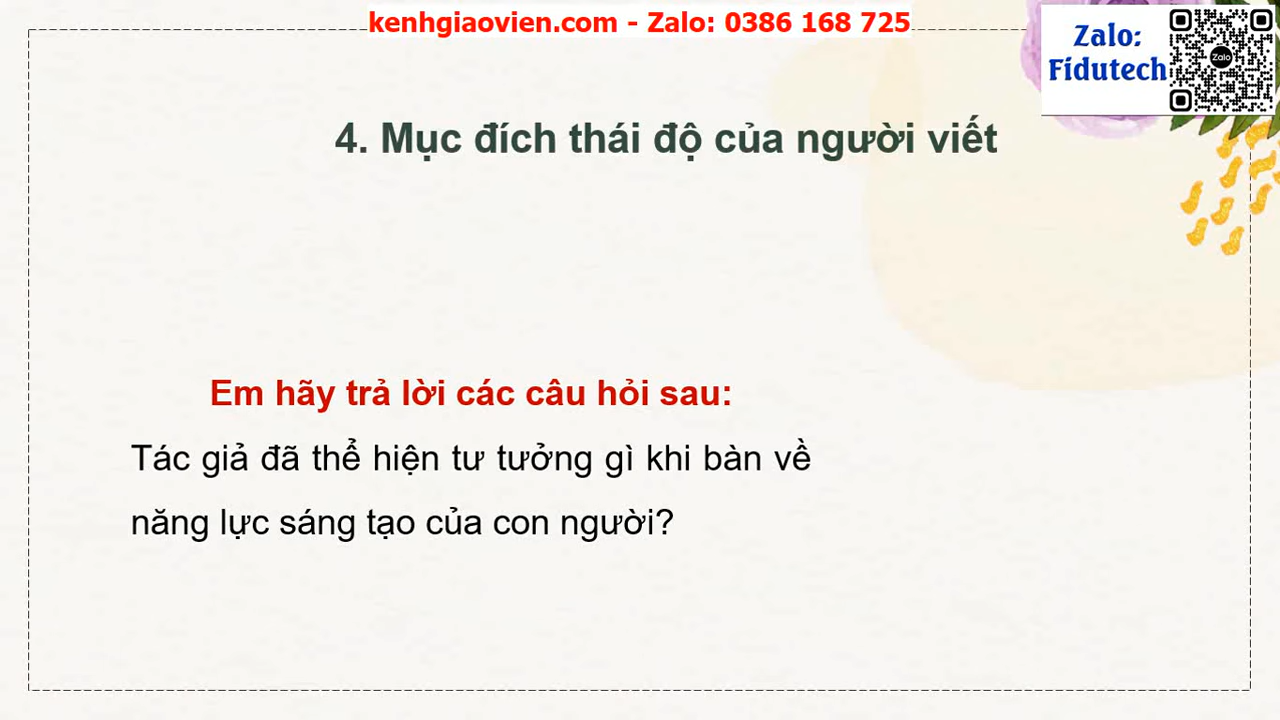 kenhgiaovien.com - Zalo: 0386 168 725
Zalo:
Fidutech
Zalo
4. Mục đích thái độ của người viết
Em hãy trả lời các câu hỏi sau:
Tác giả đã thể hiện tư tưởng gì khi bàn về
năng lực sáng tạo của con người?